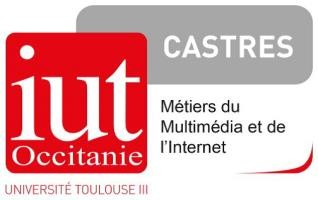 iut
Occitanie
UNIVERSITÉ TOULOUSE III
CASTRES
Métiers du
Multimédia et de
l'Internet